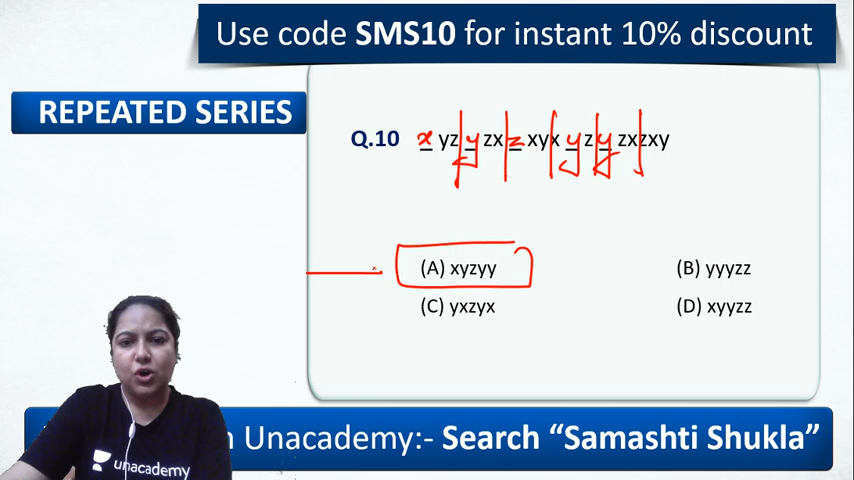 Use code SMS10 for instant 10% discount
REPEATED SERIES
Q.10 x yz y zx z xyx y z y zxzxy
(A) xyzyy
(B) yyyzz
(C) yxzyx
(D) xyyzz
n Unacademy:- Search “Samashti Shukla”
unacademy